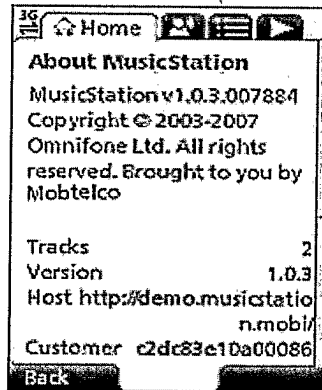 3G
Home
About MusicStation
MusicStation v1.0.3.007884
Copyright © 2003-2007
Omnifone Ltd. All rights
reserved. Brought to you by
Mobtelco
Tracks 2
Version 1.0.3
Host http://demo.musicstatio
n.mobi/
Customer c2dc83e10a00086
Back